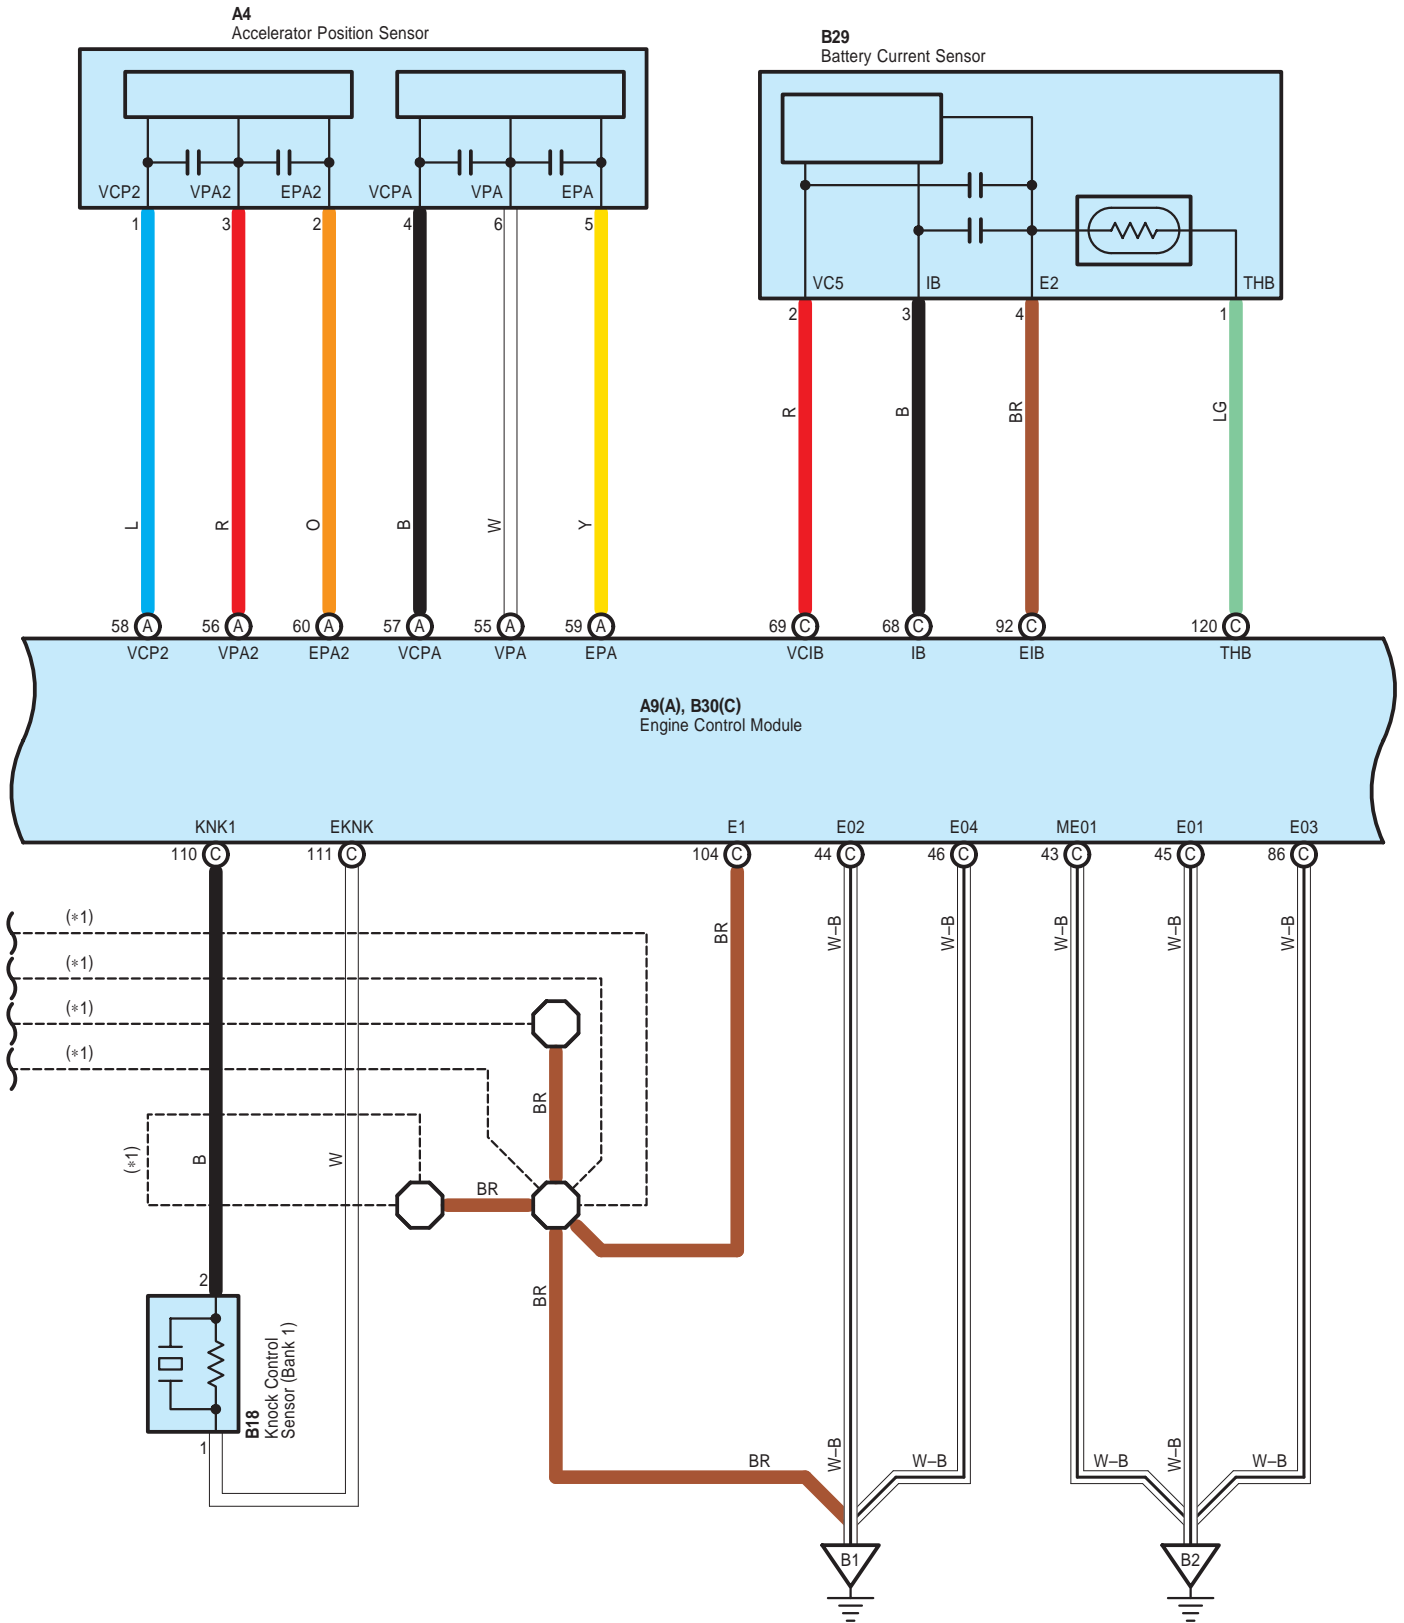 A4
Accelerator Position Sensor
B29
Battery Current Sensor
VCP2 VPA2 EPA2 VCPA VPA EPA
1 3 2 4 6 5
VC5 IB E2 THB
2 3 4 1
R B BR LG
L R O B W Y
58 A 56 A 60 A 57 A 55 A 59 A 69 C 68 C 92 C 120 C
VCP2 VPA2 EPA2 VCPA VPA EPA VCIB IB EIB THB
A9(A), B30(C)
Engine Control Module
KNK1 EKNK E1 E02 E04 ME01 E01 E03
110 C 111 C 104 C 44 C 46 C 43 C 45 C 86 C
(*1)
(*1)
(*1)
(*1)
BR W–B W–B W–B W–B W–B
BR
(*1) B W
BR
2
BR
B18
Knock Control
Sensor (Bank 1)
1
BR W–B W–B W–B W–B W–B
B1 B2